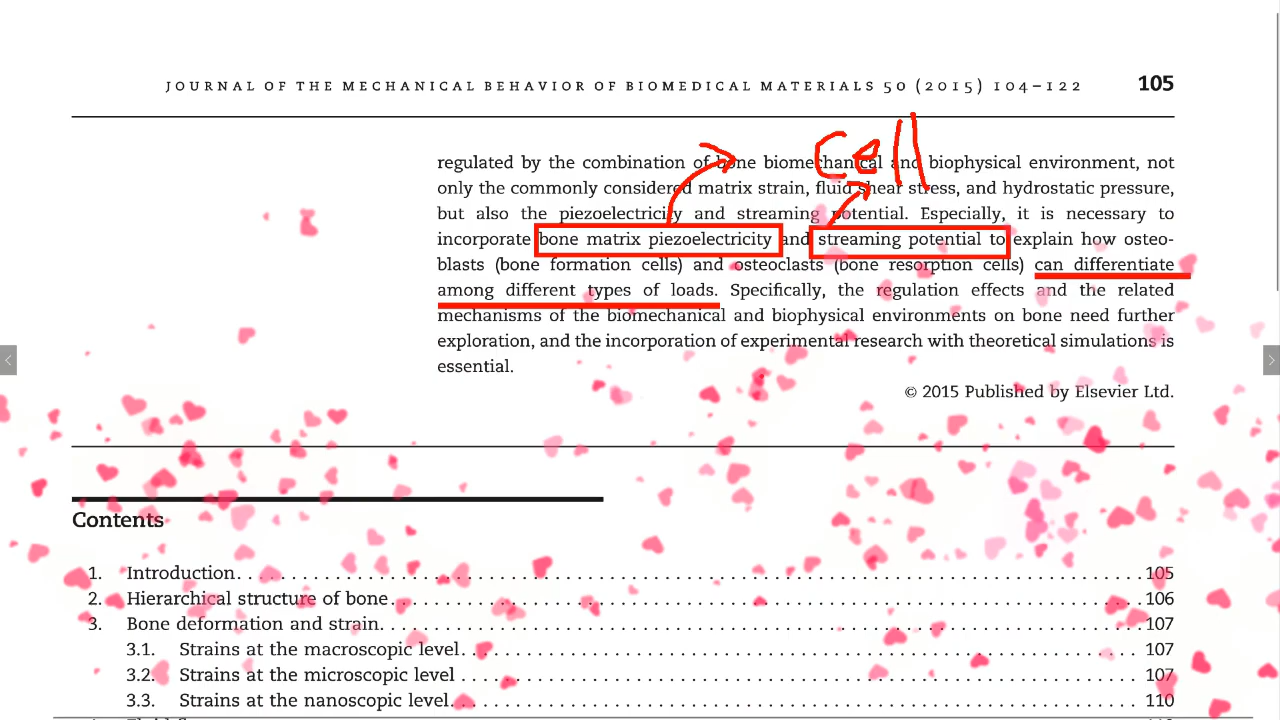 JOURNAL OF THE MECHANICAL BEHAVIOR OF BIOMEDICAL MATERIALS 50 (2015) 104–122 105
Cell
regulated by the combination of bone biomechanical and biophysical environment, not
only the commonly considered matrix strain, fluid shear stress, and hydrostatic pressure,
but also the piezoelectricity and streaming potential. Especially, it is necessary to
incorporate bone matrix piezoelectricity and streaming potential to explain how osteo-
blasts (bone formation cells) and osteoclasts (bone resorption cells) can differentiate
among different types of loads. Specifically, the regulation effects and the related
mechanisms of the biomechanical and biophysical environments on bone need further
exploration, and the incorporation of experimental research with theoretical simulations is
essential.
© 2015 Published by Elsevier Ltd.
Contents
1. Introduction. . . . . . . . . . . . . . . . . . . . . . . . . . . . . . . . . . . . . . . . 105
2. Hierarchical structure of bone. . . . . . . . . . . . . . . . . . . . . . . . . . . . . . . . 106
3. Bone deformation and strain. . . . . . . . . . . . . . . . . . . . . . . . . . . . . . . . 107
3.1. Strains at the macroscopic level. . . . . . . . . . . . . . . . . . . . . . . . . . . . 107
3.2. Strains at the microscopic level . . . . . . . . . . . . . . . . . . . . . . . . . . . . 107
3.3. Strains at the nanoscopic level. . . . . . . . . . . . . . . . . . . . . . . . . . . . 110